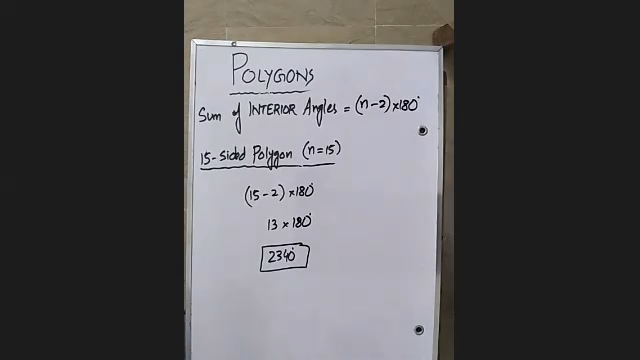 POLYGONS
Sum of INTERIOR Angles = (n-2)×180°
15-sided Polygon (n=15)
(15-2)×180°
13×180°
2340°